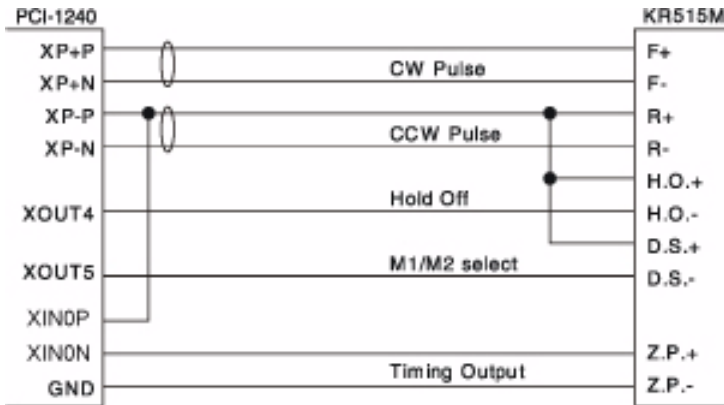 PCI-1240 KR515M
XP+P F+
CW Pulse
XP+N F-
XP-P R+
CCW Pulse
XP-N R-
H.O.+
Hold Off
XOUT4 H.O.-
D.S.+
M1/M2 select
XOUT5 D.S.-
XIN0P
XIN0N Z.P.+
Timing Output
GND Z.P.-